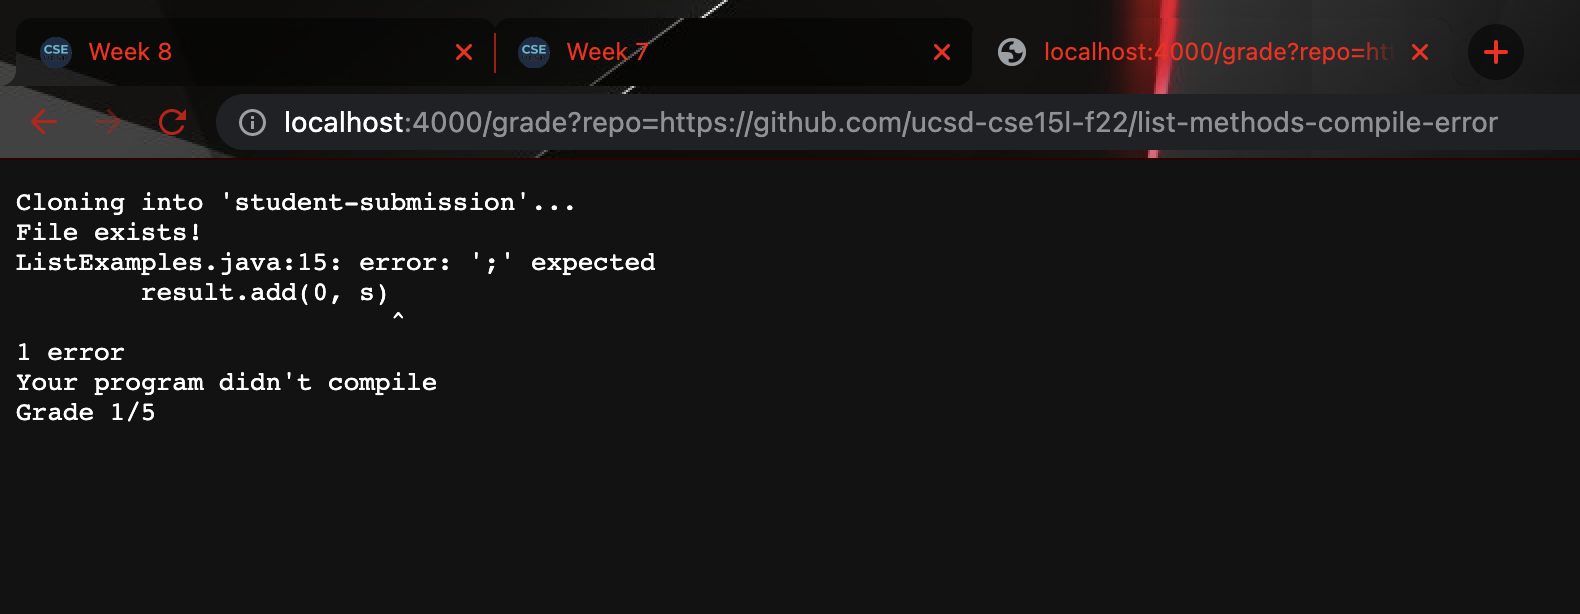 CSE Week 8
CSE Week 7
localhost:4000/grade?repo=htt
localhost:4000/grade?repo=https://github.com/ucsd-cse15l-f22/list-methods-compile-error
Cloning into 'student-submission'...
File exists!
ListExamples.java:15: error: ';' expected
        result.add(0, s)
                        ^
1 error
Your program didn't compile
Grade 1/5